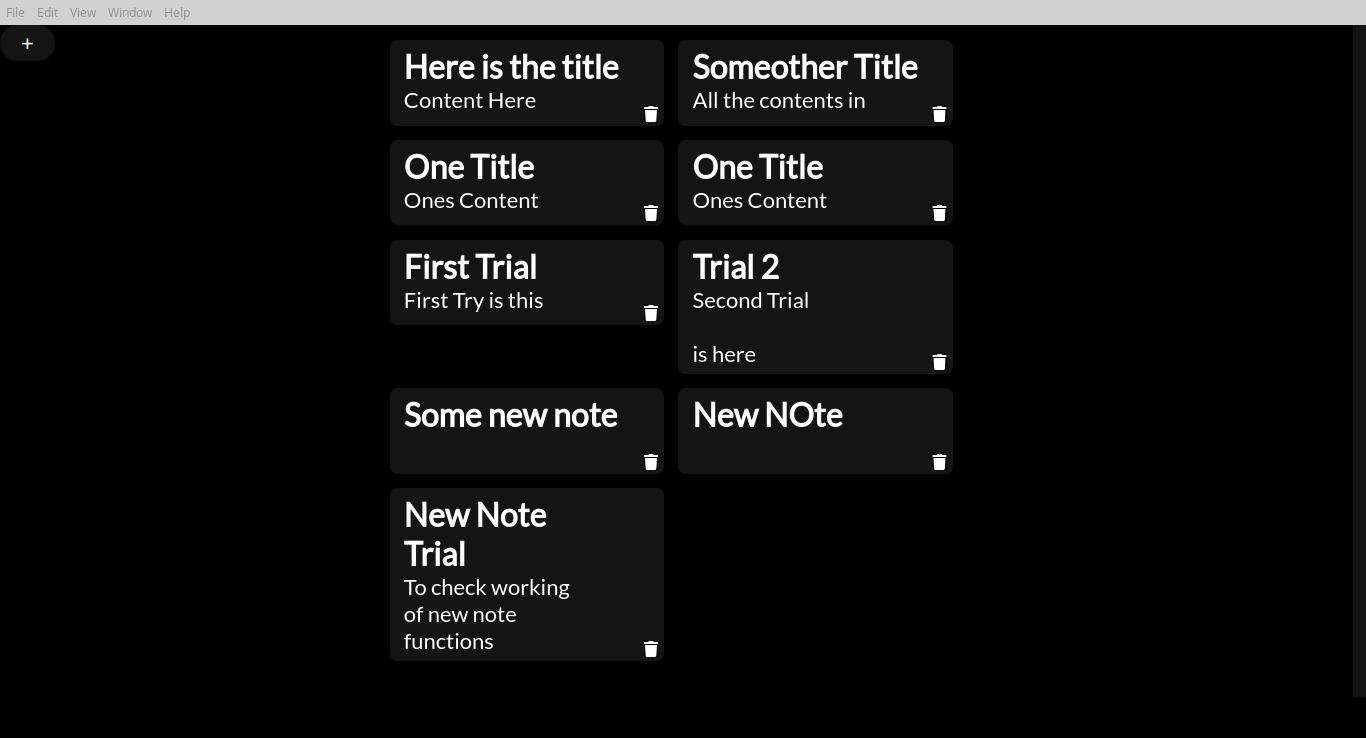 File Edit View Window Help
+
Here is the title
Content Here
Someother Title
All the contents in
One Title
Ones Content
One Title
Ones Content
First Trial
First Try is this
Trial 2
Second Trial
is here
Some new note
New NOte
New Note
Trial
To check working
of new note
functions